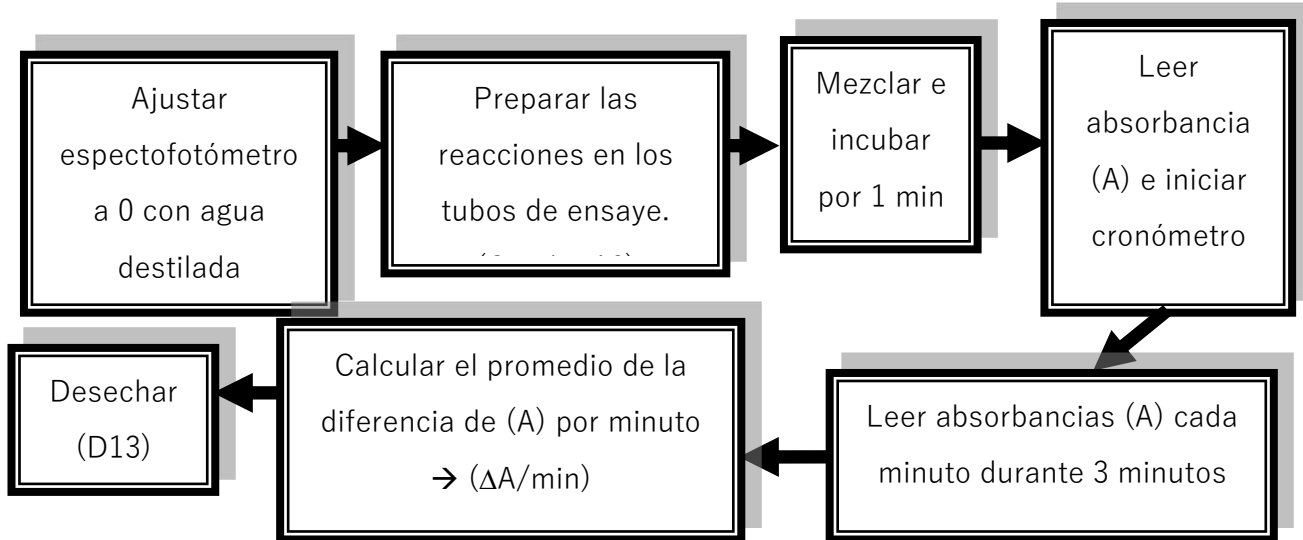 Ajustar
espectofotómetro
a 0 con agua
destilada
Preparar las
reacciones en los
tubos de ensaye.
Mezclar e
incubar
por 1 min
Leer
absorbancia
(A) e iniciar
cronómetro
Leer absorbancias (A) cada
minuto durante 3 minutos
Calcular el promedio de la
diferencia de (A) por minuto
→ (ΔA/min)
Desechar
(D13)